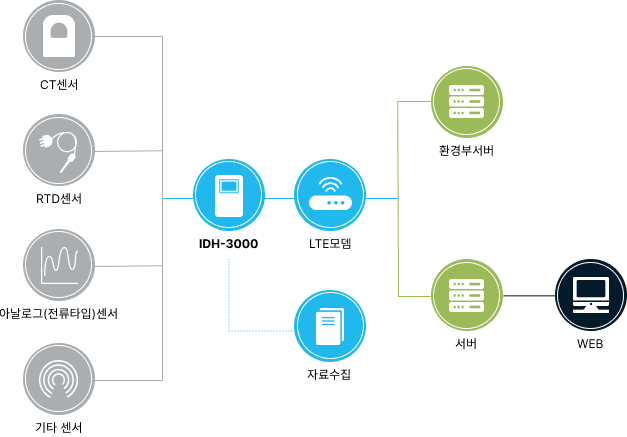 CT센서
RTD센서
아날로그(전류타입)센서
기타 센서
IDH-3000
LTE모뎀
자료수집
환경부서버
서버
WEB